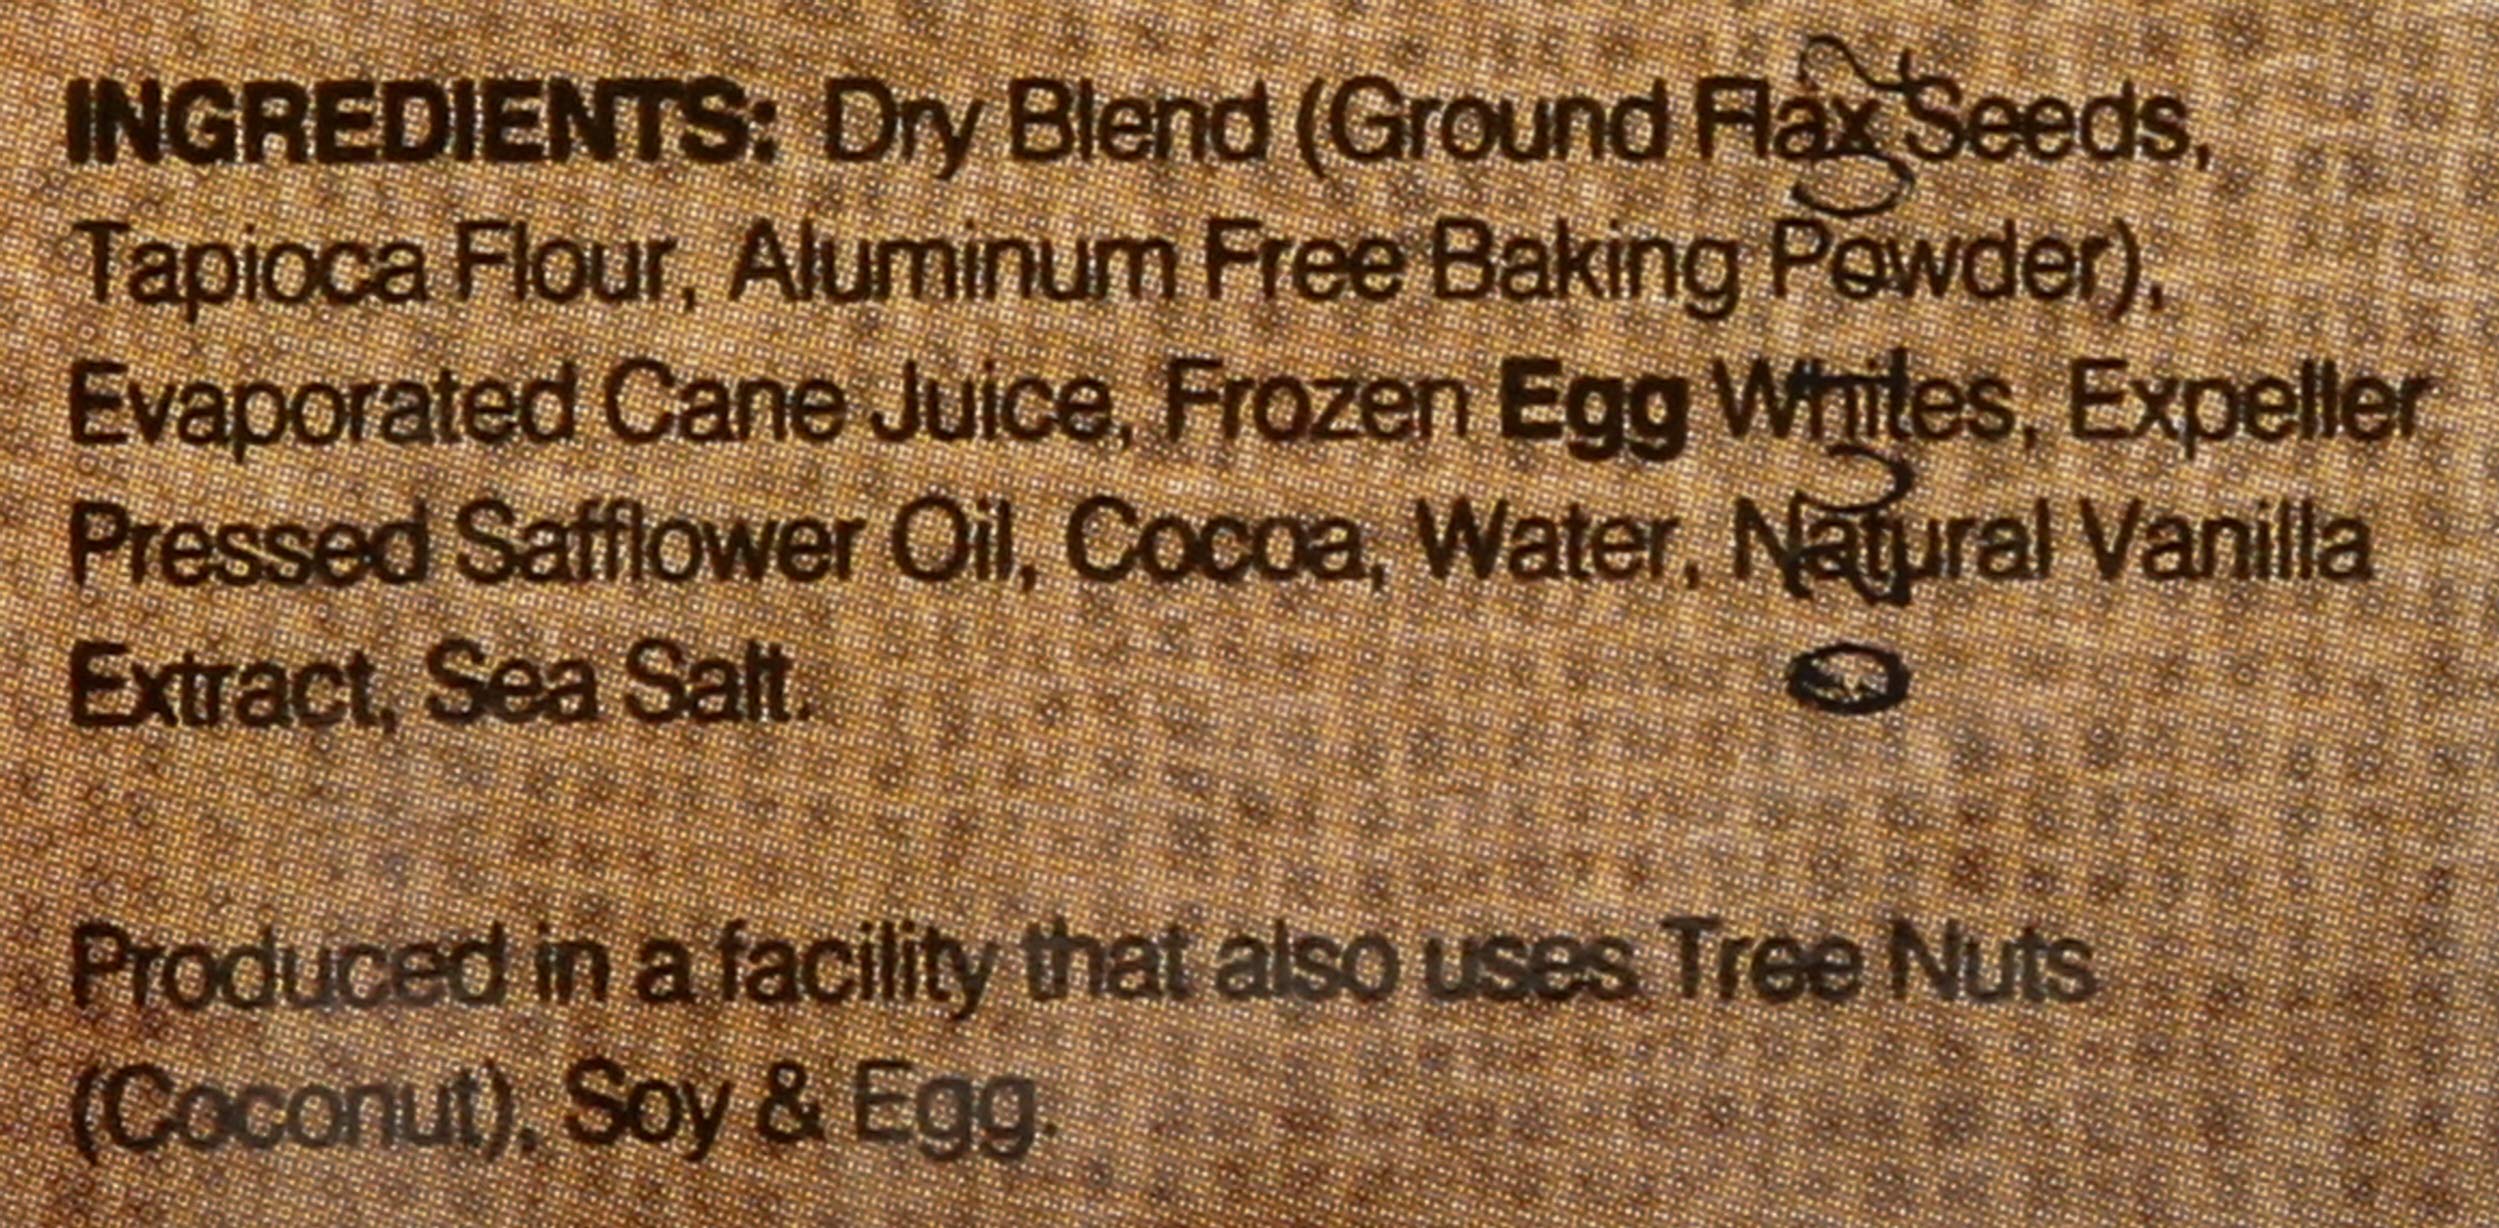 INGREDIENTS: Dry Blend (Ground Flax Seeds,
Tapioca Flour, Aluminum Free Baking Powder),
Evaporated Cane Juice, Frozen Egg Whites, Expeller
Pressed Safflower Oil, Cocoa, Water, Natural Vanilla
Extract, Sea Salt.
Produced in a facility that also uses Tree Nuts
(Coconut), Soy & Egg.